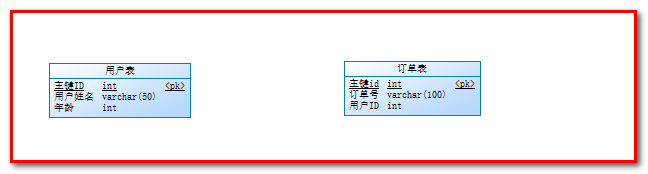 用户表
主键ID int <pk>
用户姓名 varchar(50)
年龄 int
订单表
主键id int <pk>
订单号 varchar(100)
用户ID int